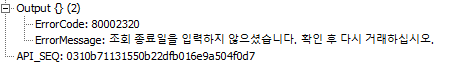 Output {} (2)
ErrorCode: 80002320
ErrorMessage: 조회 종료일을 입력하지 않으셨습니다. 확인 후 다시 거래하십시오.
API_SEQ: 0310b71131550b22dfb016e9a504f0d7